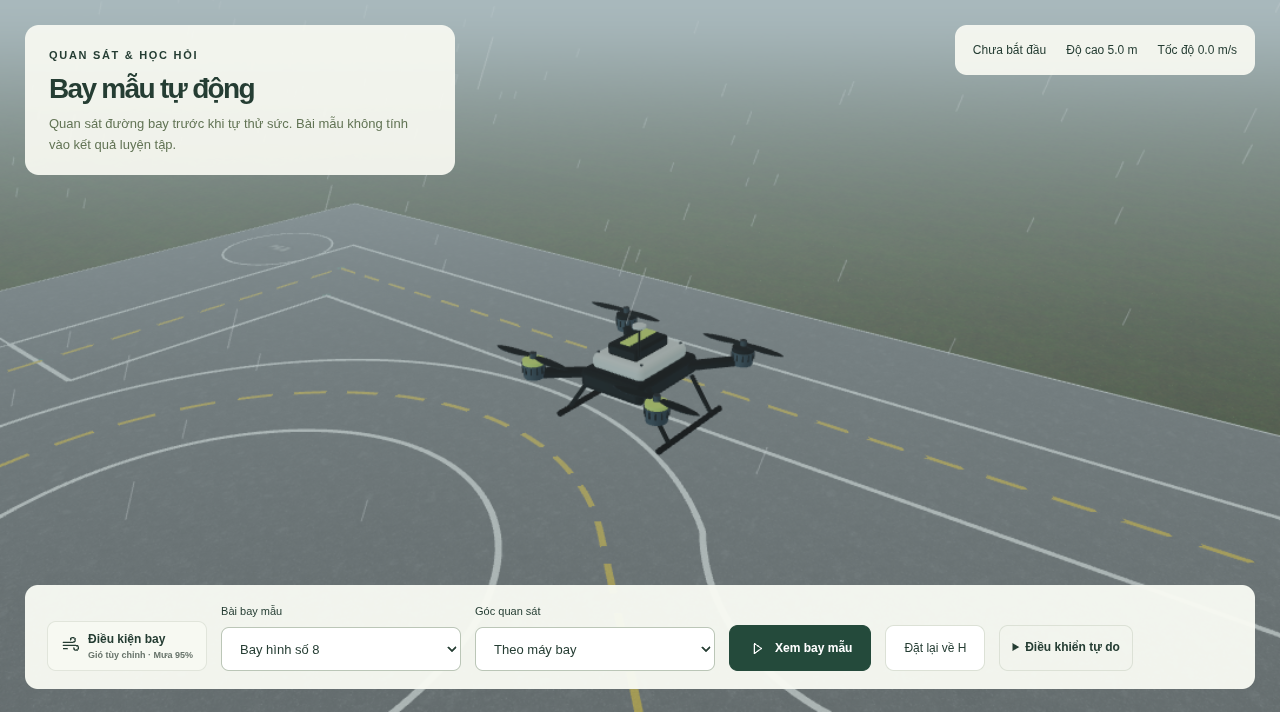 QUAN SÁT & HỌC HỎI
Bay mẫu tự động
Quan sát đường bay trước khi tự thử sức. Bài mẫu không tính
vào kết quả luyện tập.
Chưa bắt đầu Độ cao 5.0 m Tốc độ 0.0 m/s
H
Điều kiện bay
Gió tùy chỉnh · Mưa 95%
Bài bay mẫu
Bay hình số 8
Góc quan sát
Theo máy bay
Xem bay mẫu
Đặt lại về H
Điều khiển tự do